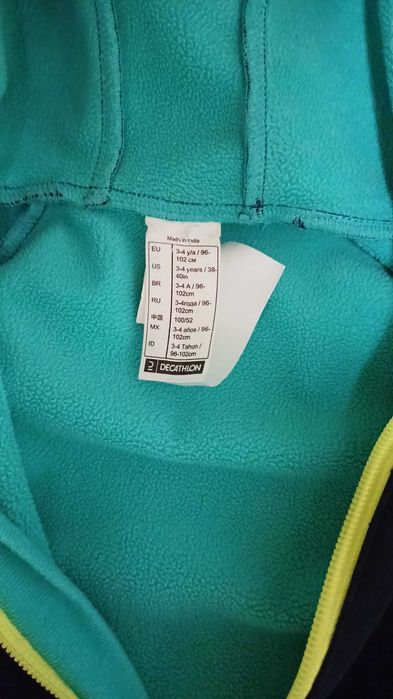 Made in India
EU 3-4 y/a / 96-
102 см
US 3-4 years / 38-
40in
BR 3-4 A / 96-
102cm
RU 3-4года / 96-
102cm
中国 100/52
MX 3-4 años / 96-
102cm
ID 3-4 Tahun /
96-102cm
DECATHLON